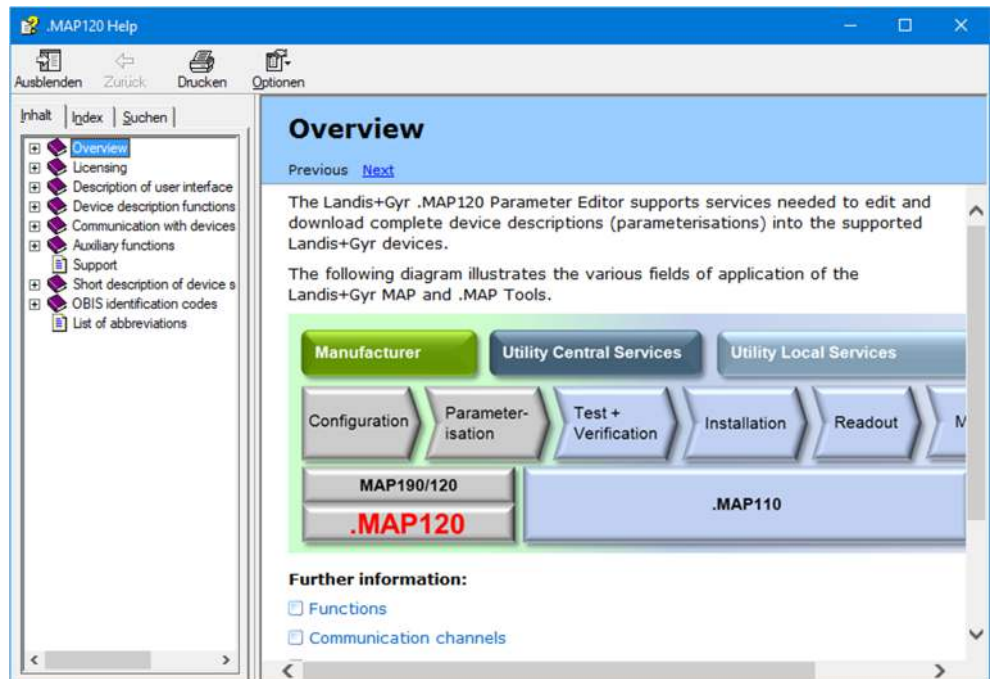 .MAP120 Help
Ausblenden Zurück Drucken Optionen
Inhalt Index Suchen
Overview
Licensing
Description of user interface
Device description functions
Communication with devices
Auxiliary functions
Support
Short description of device s
OBIS identification codes
List of abbreviations
Overview
Previous Next
The Landis+Gyr .MAP120 Parameter Editor supports services needed to edit and
download complete device descriptions (parameterisations) into the supported
Landis+Gyr devices.
The following diagram illustrates the various fields of application of the
Landis+Gyr MAP and .MAP Tools.
Manufacturer Utility Central Services Utility Local Services
Configuration
Parameter-
isation
Test +
Verification
Installation
Readout
M
MAP190/120
.MAP120
.MAP110
Further information:
Functions
Communication channels